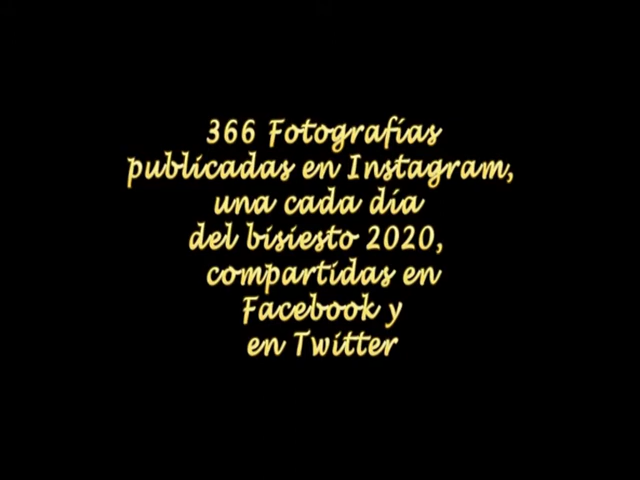 366 Fotografías
publicadas en Instagram,
una cada día
del bisiesto 2020,
compartidas en
Facebook y
en Twitter